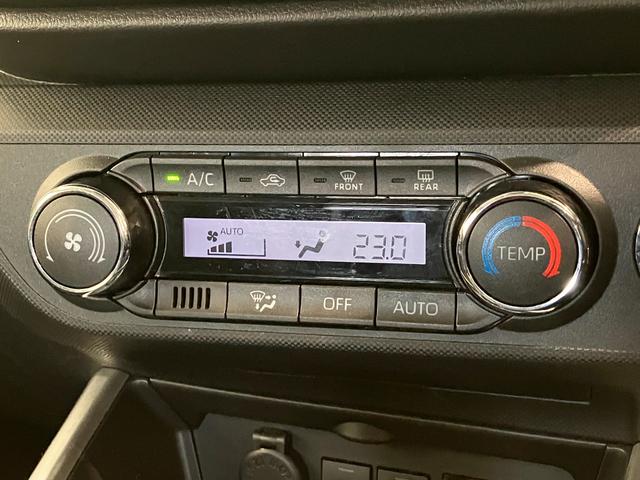 A/C FRONT REAR
AUTO
23.0
TEMP
OFF AUTO